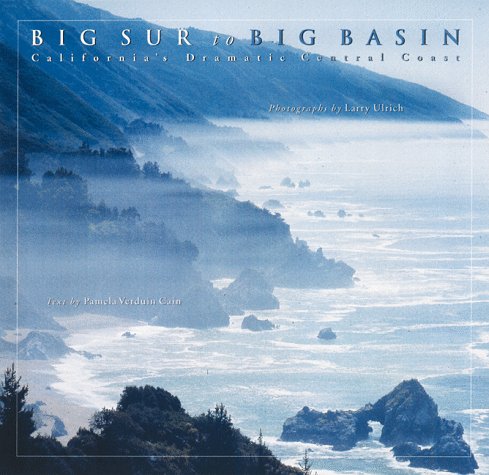 BIG SUR to BIG BASIN
California's Dramatic Central Coast
Photographs by Larry Ulrich
Text by Pamela Verduin Cain